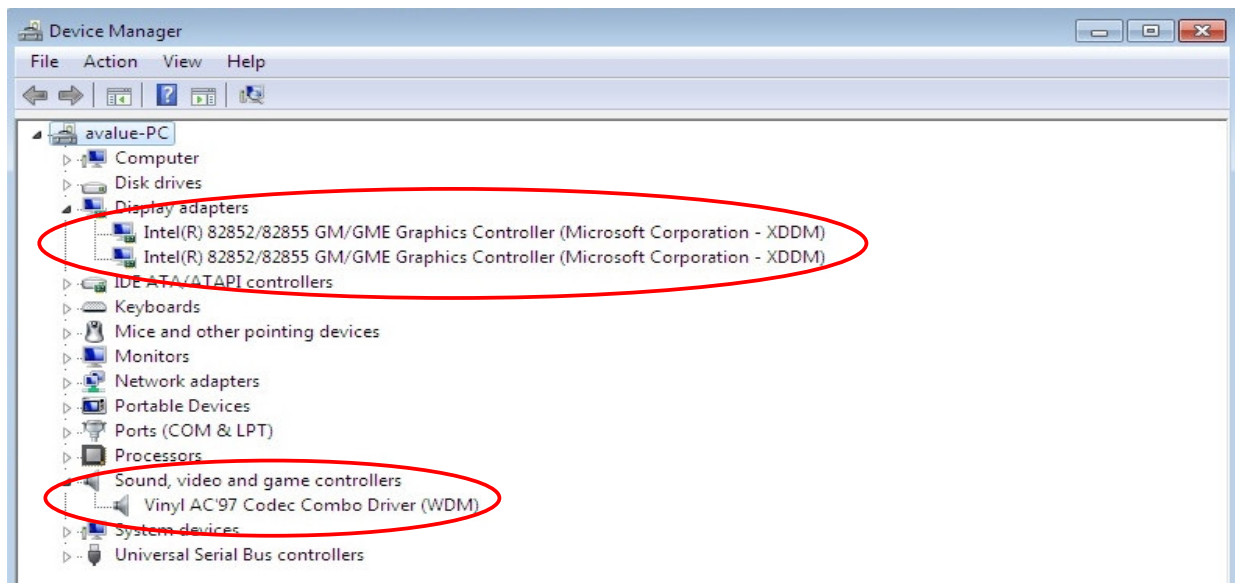 Device Manager
File Action View Help
avalue-PC
Computer
Disk drives
Display adapters
Intel(R) 82852/82855 GM/GME Graphics Controller (Microsoft Corporation - XDDM)
Intel(R) 82852/82855 GM/GME Graphics Controller (Microsoft Corporation - XDDM)
IDE ATA/ATAPI controllers
Keyboards
Mice and other pointing devices
Monitors
Network adapters
Portable Devices
Ports (COM & LPT)
Processors
Sound, video and game controllers
Vinyl AC'97 Codec Combo Driver (WDM)
System devices
Universal Serial Bus controllers